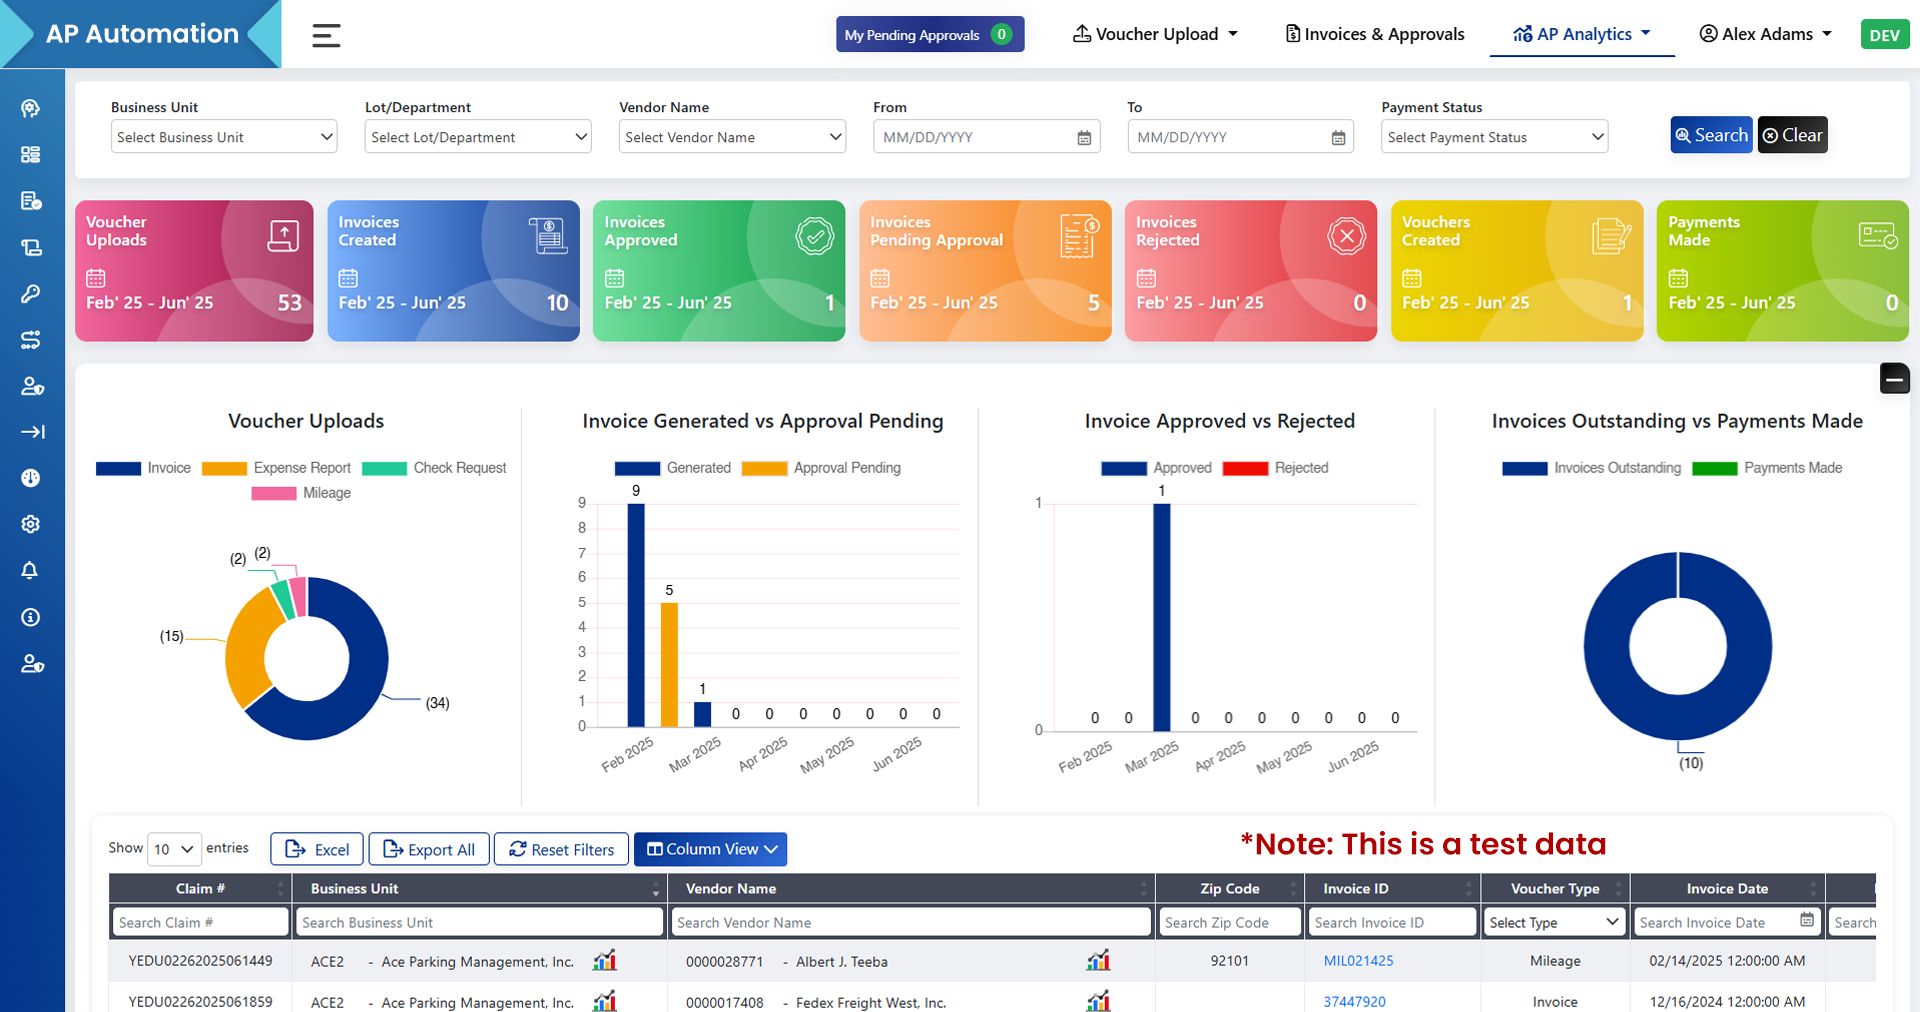 AP Automation
My Pending Approvals 0
Voucher Upload
Invoices & Approvals
AP Analytics
Alex Adams
DEV
Business Unit
Lot/Department
Vendor Name
From
To
Payment Status
Select Business Unit
Select Lot/Department
Select Vendor Name
MM/DD/YYYY
MM/DD/YYYY
Select Payment Status
Search
Clear
Voucher
Uploads
Feb' 25 - Jun' 25 53
Invoices
Created
Feb' 25 - Jun' 25 10
Invoices
Approved
Feb' 25 - Jun' 25 1
Invoices
Pending Approval
Feb' 25 - Jun' 25 5
Invoices
Rejected
Feb' 25 - Jun' 25 0
Vouchers
Created
Feb' 25 - Jun' 25 1
Payments
Made
Feb' 25 - Jun' 25 0
Voucher Uploads
Invoice Expense Report Check Request
Mileage
(2) (2)
(15)
(34)
Invoice Generated vs Approval Pending
Generated Approval Pending
9
8
7
6
5
4
3
2
1
0
9 5 1 0 0 0 0 0 0 0
Feb 2025 Mar 2025 Apr 2025 May 2025 Jun 2025
Invoice Approved vs Rejected
Approved Rejected
1
0
0 0 1 0 0 0 0 0 0 0
Feb 2025 Mar 2025 Apr 2025 May 2025 Jun 2025
Invoices Outstanding vs Payments Made
Invoices Outstanding Payments Made
(10)
Show 10 entries
Excel
Export All
Reset Filters
Column View
*Note: This is a test data
Claim # Business Unit Vendor Name Zip Code Invoice ID Voucher Type Invoice Date
Search Claim # Search Business Unit Search Vendor Name Search Zip Code Search Invoice ID Select Type Search Invoice Date Search
YEDU02262025061449 ACE2 - Ace Parking Management, Inc. 0000028771 - Albert J. Teeba 92101 MIL021425 Mileage 02/14/2025 12:00:00 AM
YEDU02262025061859 ACE2 - Ace Parking Management, Inc. 0000017408 - Fedex Freight West, Inc. 37447920 Invoice 12/16/2024 12:00:00 AM